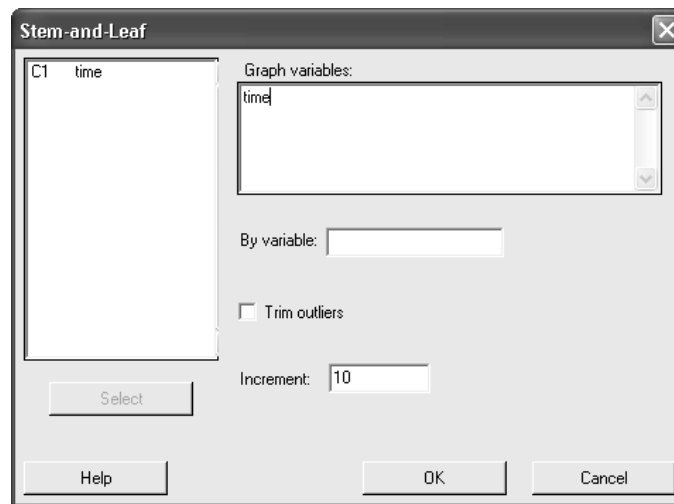 Stem-and-Leaf
C1 time
Graph variables:
time
By variable:
Trim outliers
Increment: 10
Select
Help OK Cancel